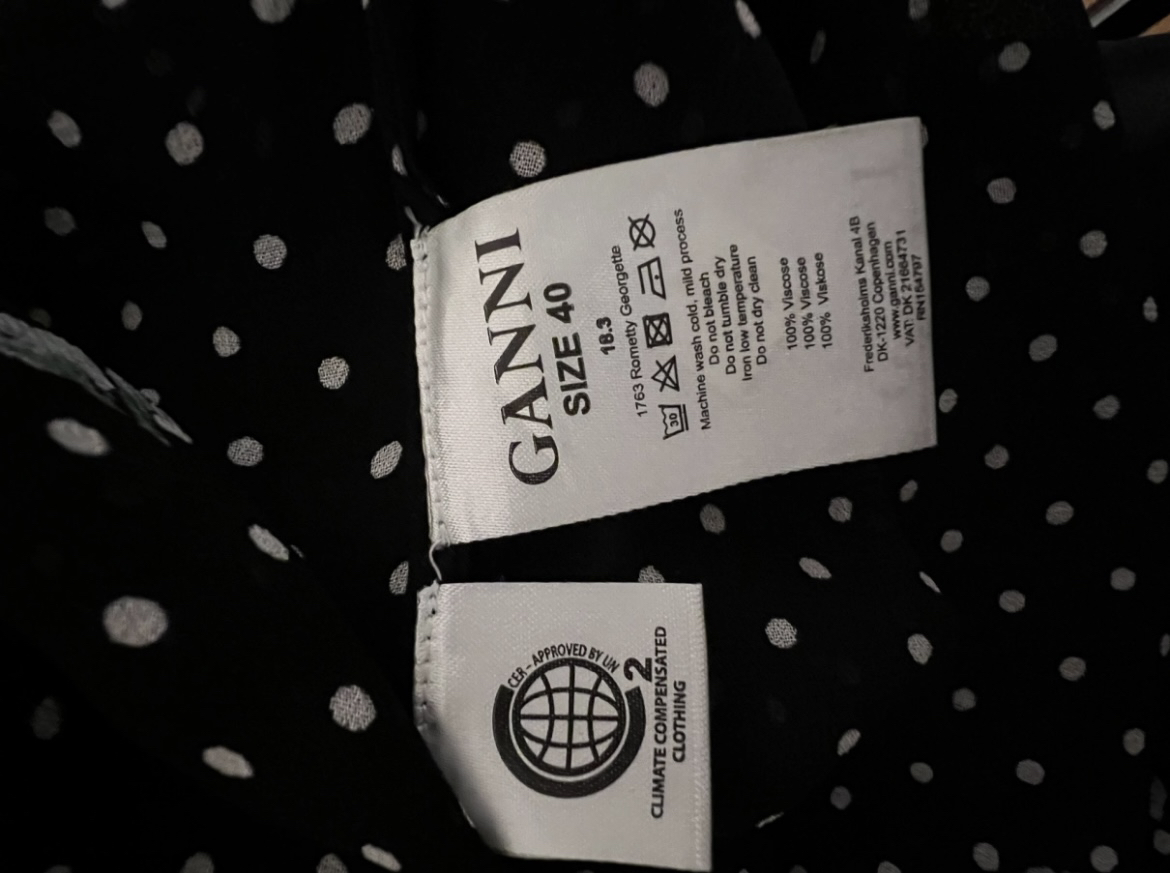 GANNI
SIZE 40
18.3
1763 Rometty Georgette
30
Machine wash cold, mild process
Do not bleach
Do not tumble dry
Iron low temperature
Do not dry clean
100% Viscose
100% Viscose
100% Viskose
Frederiksholms Kanal 4B
DK-1220 Copenhagen
www.ganni.com
VAT: DK 21664731
RN154797
CER - APPROVED BY UN
2
CLIMATE COMPENSATED
CLOTHING